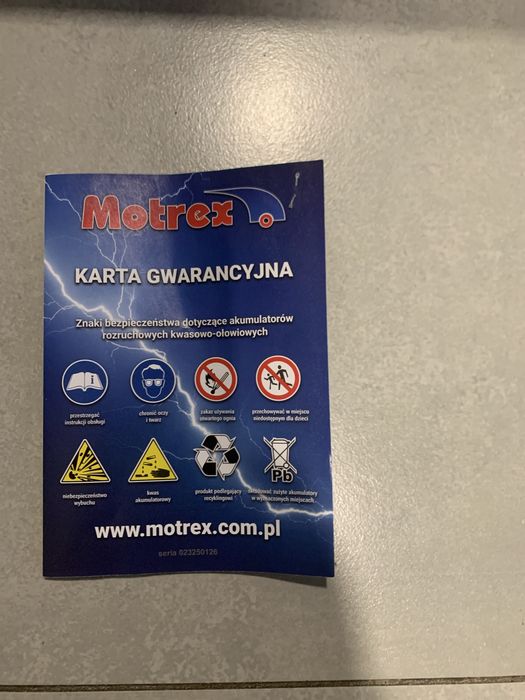 Motrex
KARTA GWARANCYJNA
Znaki bezpieczeństwa dotyczące akumulatorów
rozruchowych kwasowo-ołowiowych
przestrzegać
instrukcji obsługi
chronić oczy
i twarz
zakaz używania
otwartego ognia
przechowywać w miejscu
niedostępnym dla dzieci
niebezpieczeństwo
wybuchu
kwas
akumulatorowy
produkt podlegający
recyklingowi
Pb
składować zużyte akumulatory
w wyznaczonych miejscach
www.motrex.com.pl
seria 023250126